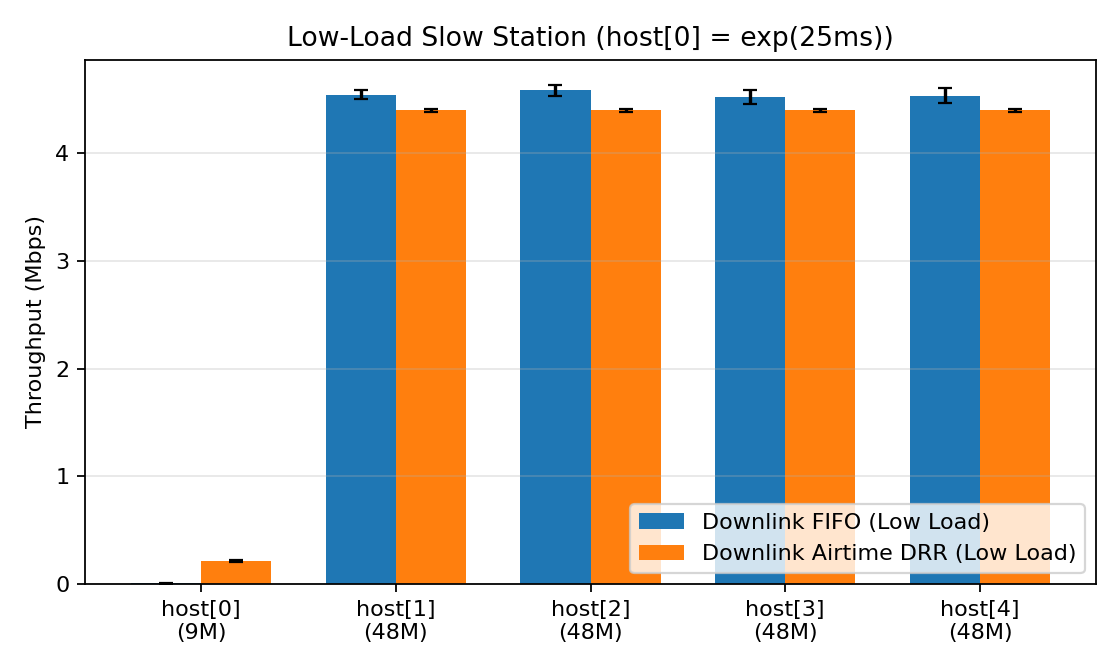 Low-Load Slow Station (host[0] = exp(25ms))
Throughput (Mbps)
4
3
2
1
0
Downlink FIFO (Low Load)
Downlink Airtime DRR (Low Load)
host[0] host[1] host[2] host[3] host[4]
(9M) (48M) (48M) (48M) (48M)